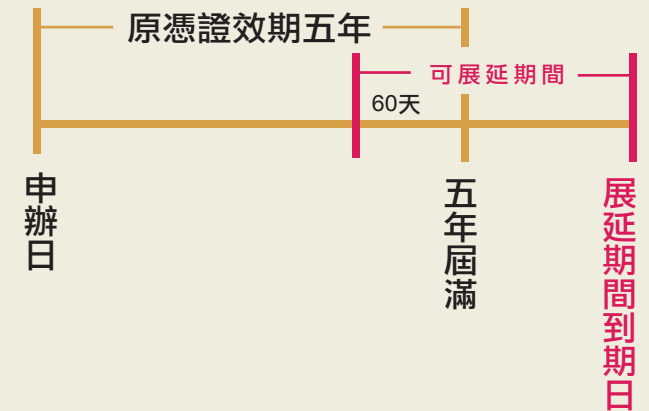 原憑證效期五年
可展延期間
60天
申辦日
五年屆滿
展延期間到期日